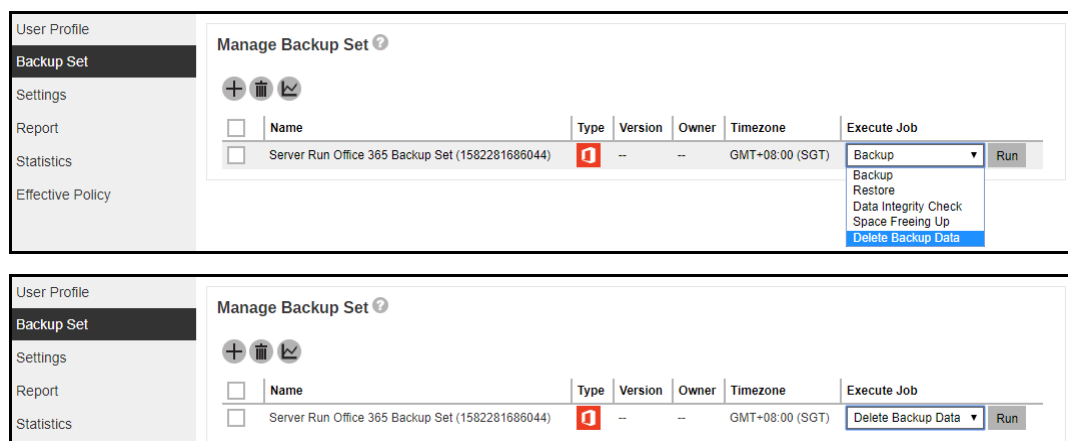 User Profile
Backup Set
Settings
Report
Statistics
Effective Policy
Manage Backup Set ?
Name Type Version Owner Timezone Execute Job
Server Run Office 365 Backup Set (1582281686044) -- -- GMT+08:00 (SGT) Backup Run
Backup
Restore
Data Integrity Check
Space Freeing Up
Delete Backup Data
User Profile
Backup Set
Settings
Report
Statistics
Manage Backup Set ?
Name Type Version Owner Timezone Execute Job
Server Run Office 365 Backup Set (1582281686044) -- -- GMT+08:00 (SGT) Delete Backup Data Run